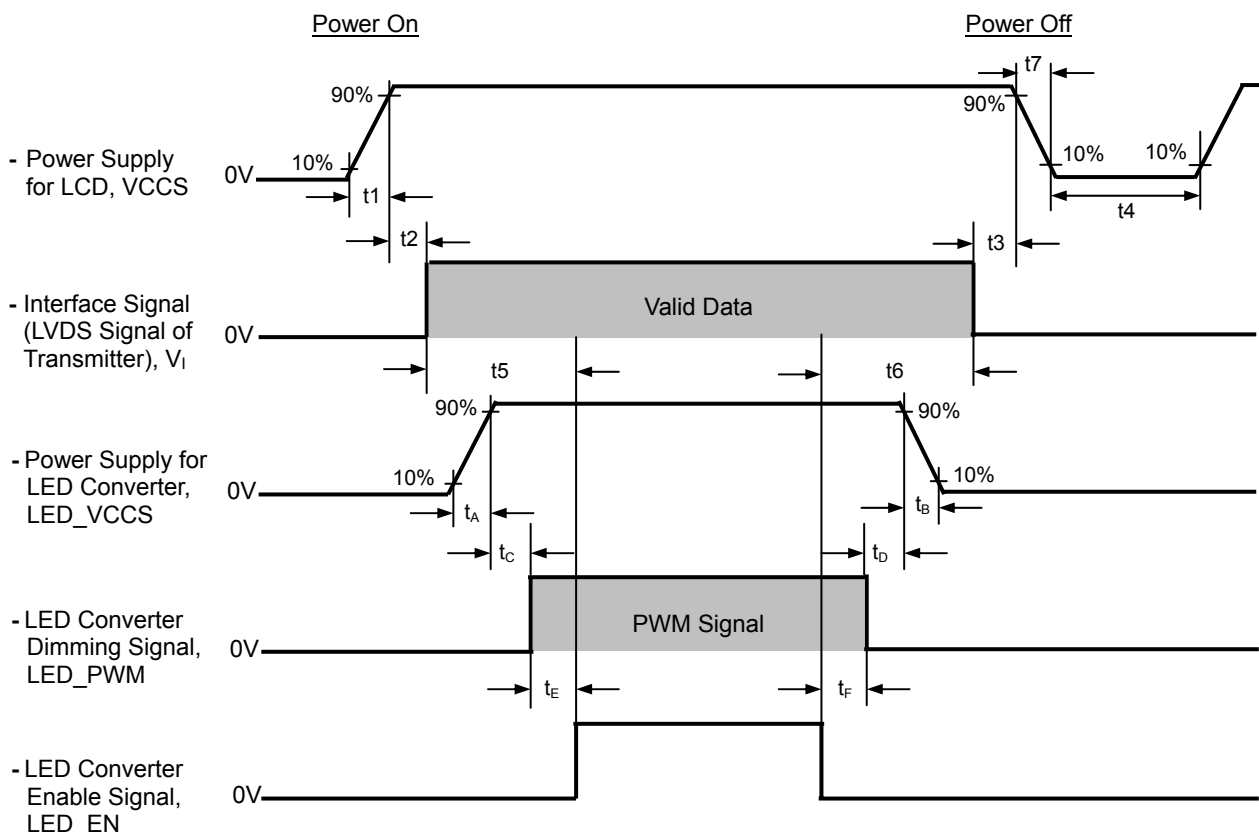 Power On
Power Off
t7
90%
90%
10%
10%
10%
- Power Supply
for LCD, VCCS
0V
t1
t4
t2
t3
- Interface Signal
(LVDS Signal of
Transmitter), VI
0V
Valid Data
t5
t6
90%
90%
- Power Supply for
LED Converter,
LED_VCCS
10%
10%
0V
tA
tB
tC
tD
- LED Converter
Dimming Signal,
LED_PWM
0V
PWM Signal
tE
tF
- LED Converter
Enable Signal,
LED_EN
0V